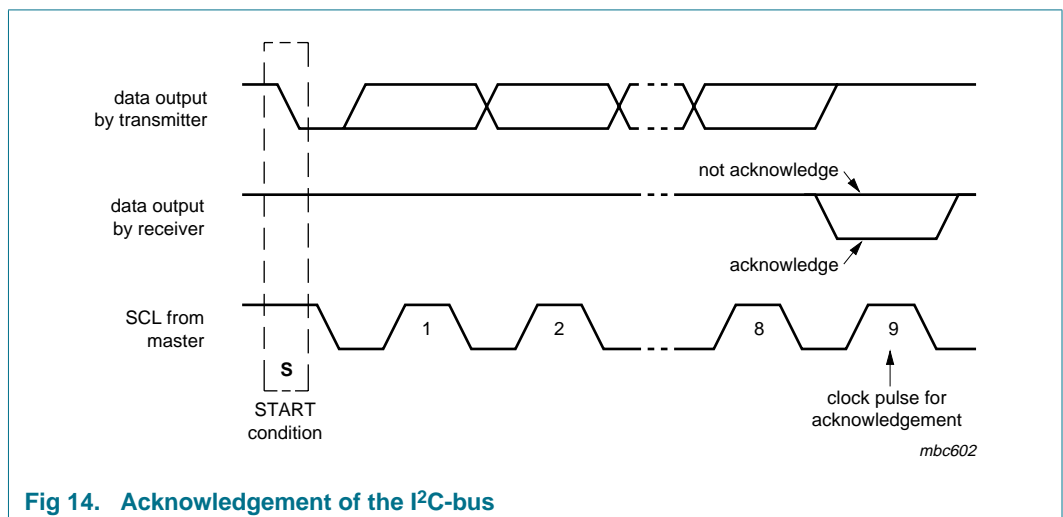 data output
by transmitter
not acknowledge
data output
by receiver
acknowledge
SCL from
master
1
2
8
9
S
START
condition
clock pulse for
acknowledgement
mbc602
Fig 14. Acknowledgement of the I²C-bus